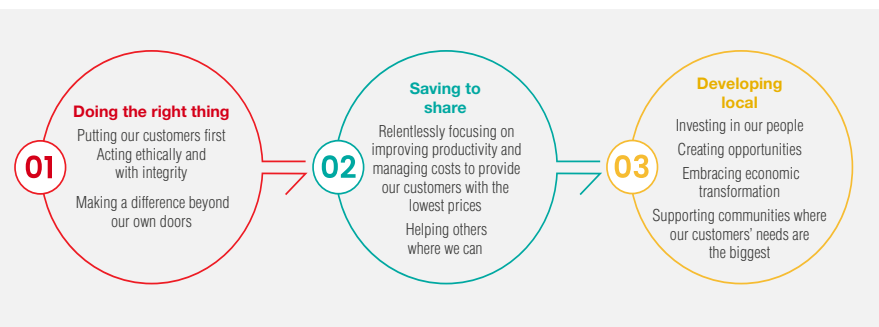 01
Doing the right thing
Putting our customers first
Acting ethically and
with integrity
Making a difference beyond
our own doors
02
Saving to
share
Relentlessly focusing on
improving productivity and
managing costs to provide
our customers with the
lowest prices
Helping others
where we can
03
Developing
local
Investing in our people
Creating opportunities
Embracing economic
transformation
Supporting communities where
our customers' needs are
the biggest